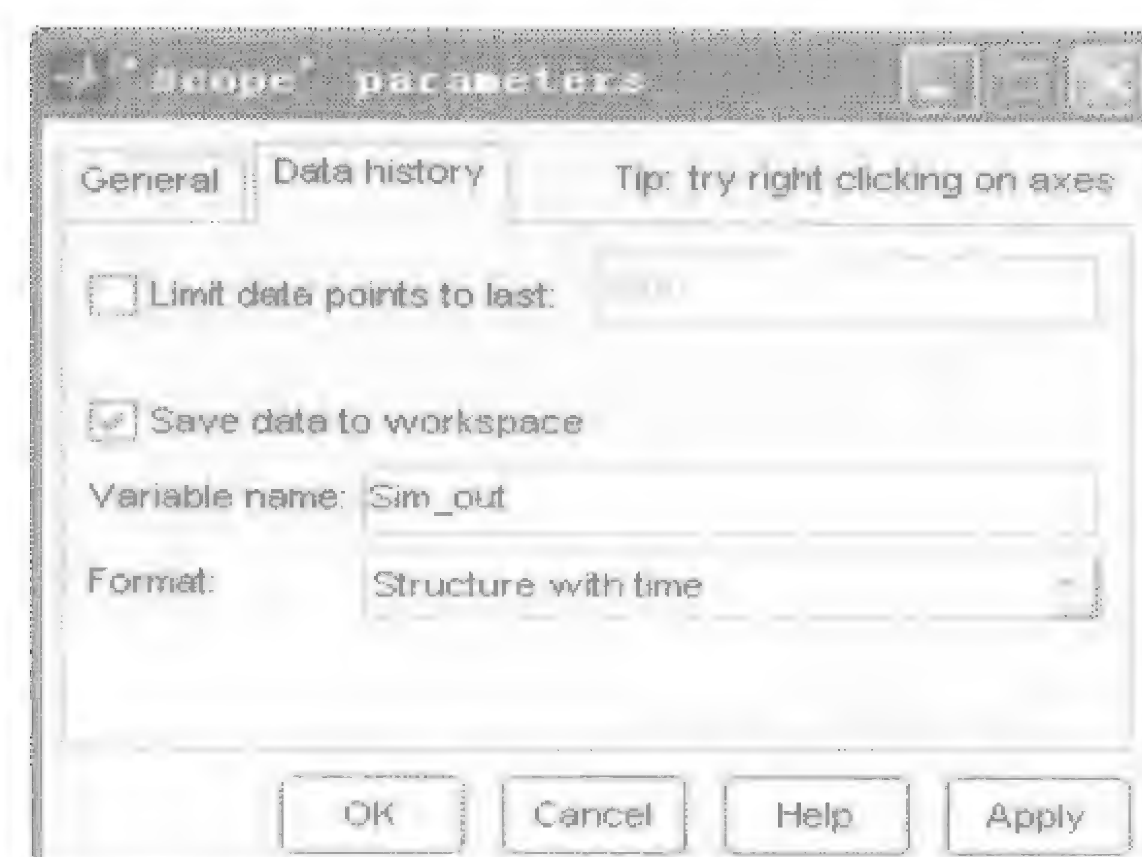 'Scope' parameters
General Data history Tip: try right clicking on axes
Limit data points to last:
Save data to workspace
Variable name: Sim_out
Format: Structure with time
OK Cancel Help Apply